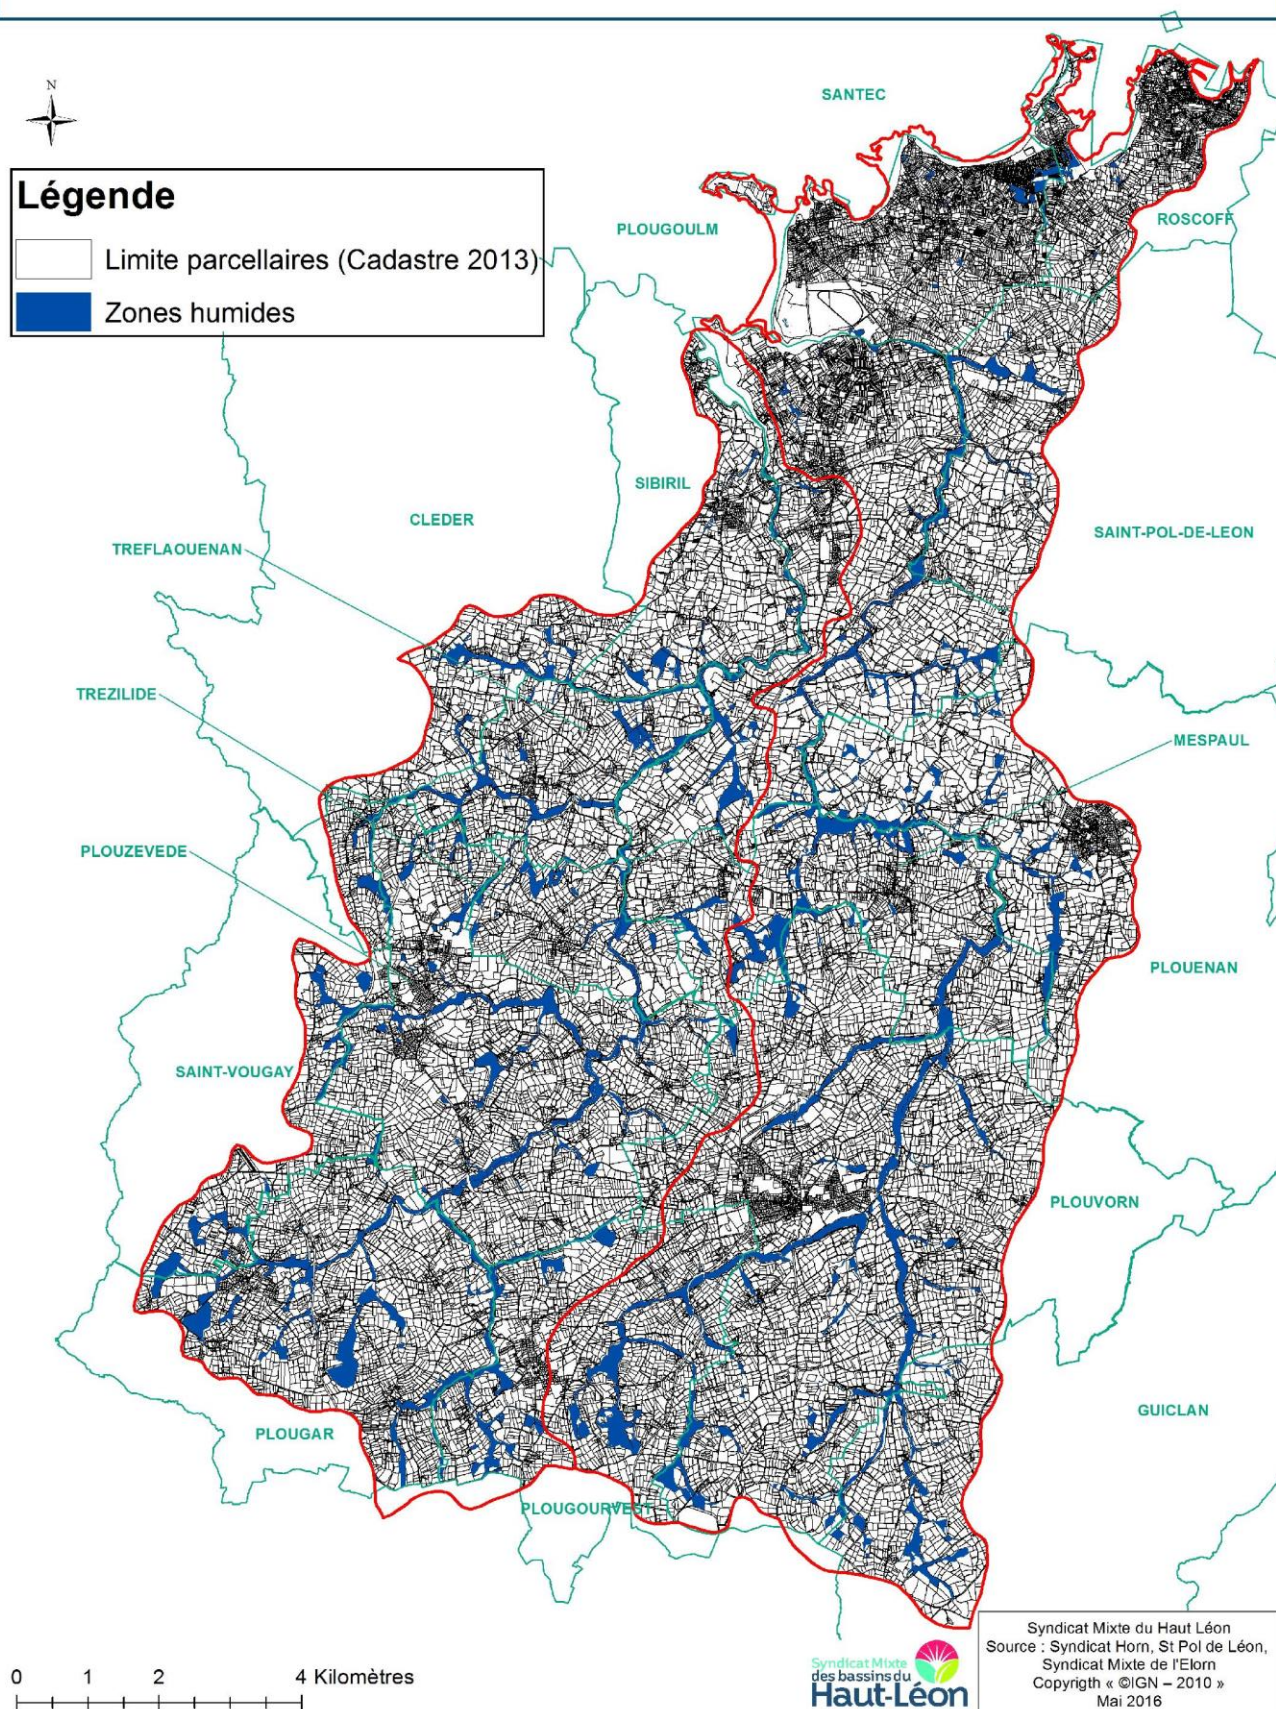 N
Légende
Limite parcellaires (Cadastre 2013)
Zones humides
SANTEC
PLOUGOULM
ROSCOFF
SIBIRIL
CLEDER
SAINT-POL-DE-LEON
TREFLAOUENAN
TREZILIDE
MESPAUL
PLOUZEVEDE
PLOUENAN
SAINT-VOUGAY
PLOUVORN
GUICLAN
PLOUGAR
PLOUGOURVEST
0 1 2 4 Kilomètres
Syndicat Mixte
des bassins du
Haut-Léon
Syndicat Mixte du Haut Léon
Source : Syndicat Horn, St Pol de Léon,
Syndicat Mixte de l'Elorn
Copyrigth « ©IGN – 2010 »
Mai 2016